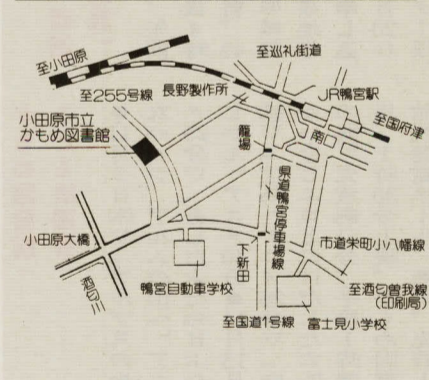 至小田原
至巡礼街道
至255号線
長野製作所
JR鴨宮駅
至国府津
小田原市立
かもめ図書館
南
籠場
県道鴨宮停車場線
小田原大橋
下新田
市道栄町小八幡線
酒匂川
鴨宮自動車学校
至酒匂曽我線
(印刷局)
至国道1号線
富士見小学校